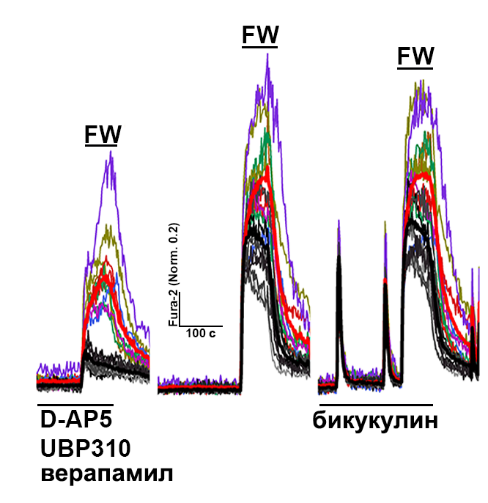 FW
FW
FW
Fura-2 (Norm. 0.2)
100 c
D-AP5
UBP310
верапамил
бикукулин